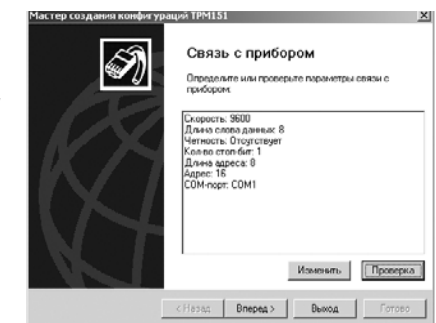 Мастер создания конфигураций ТРМ151
Связь с прибором
Определите или проверьте параметры связи с
прибором:
Скорость: 9600
Длина слова данных: 8
Четность: Отсутствует
Кол-во стоп-бит: 1
Длина адреса: 8
Адрес: 16
COM-порт: COM1
Изменить
Проверка
< Назад
Вперед >
Выход
Готово